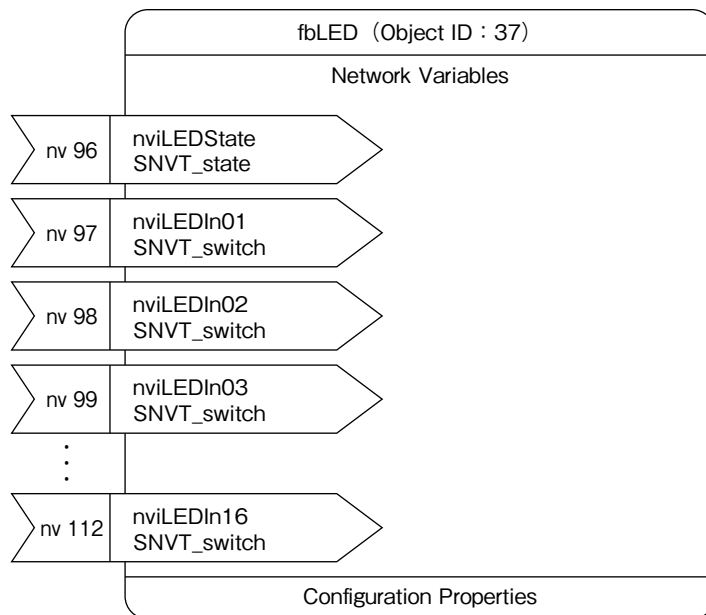 fbLED（Object ID：37）
Network Variables
nv 96
nviLEDState
SNVT_state
nv 97
nviLEDIn01
SNVT_switch
nv 98
nviLEDIn02
SNVT_switch
nv 99
nviLEDIn03
SNVT_switch
nv 112
nviLEDIn16
SNVT_switch
Configuration Properties